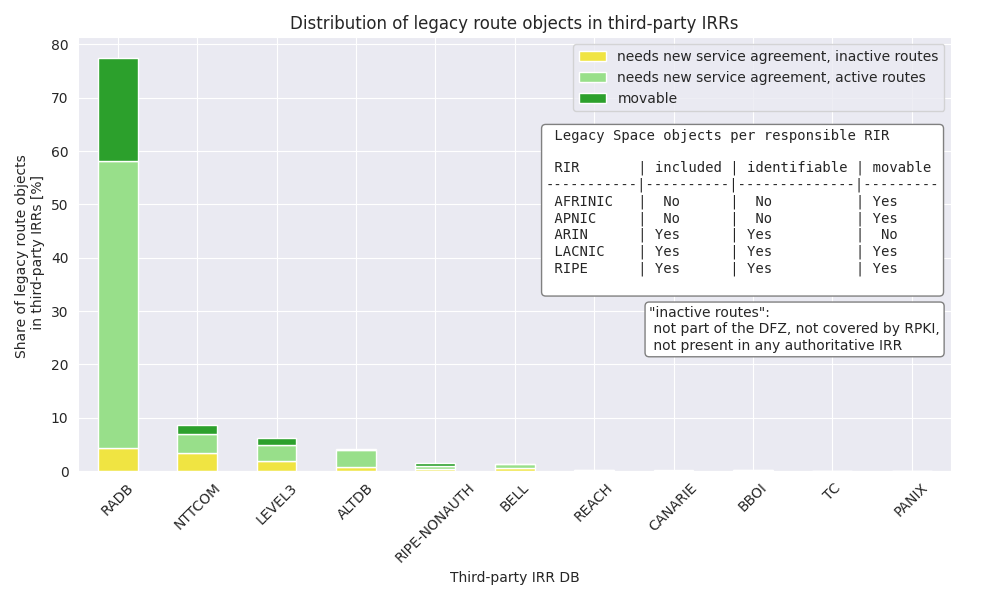 Distribution of legacy route objects in third-party IRRs
80
70
60
50
40
30
20
10
0
Share of legacy route objects
in third-party IRRs [%]
needs new service agreement, inactive routes
needs new service agreement, active routes
movable
Legacy Space objects per responsible RIR
RIR       | included | identifiable | movable
-----------|----------|--------------|---------
AFRINIC   |  No      |  No          | Yes
APNIC     |  No      |  No          | Yes
ARIN      | Yes      | Yes          |  No
LACNIC    | Yes      | Yes          | Yes
RIPE      | Yes      | Yes          | Yes
"inactive routes":
not part of the DFZ, not covered by RPKI,
not present in any authoritative IRR
RADB
NTTCOM
LEVEL3
ALTDB
RIPE-NONAUTH
BELL
REACH
CANARIE
BBOI
TC
PANIX
Third-party IRR DB